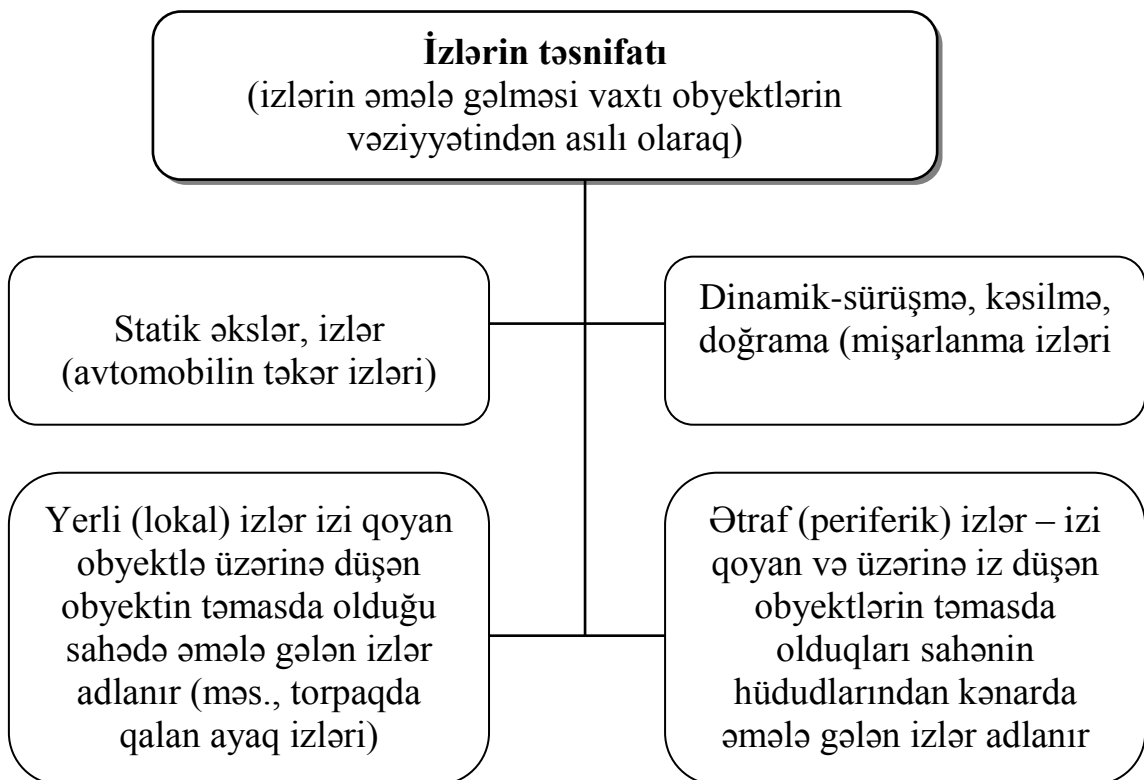 İzlərin təsnifatı
(izlərin əmələ gəlməsi vaxtı obyektlərin
vəziyyətindən asılı olaraq)
Statik əkslər, izlər
(avtomobilin təkər izləri)
Dinamik-sürüşmə, kəsilmə,
doğrama (mişarlanma izləri
Yerli (lokal) izlər izi qoyan
obyektlə üzərinə düşən
obyektin təmasda olduğu
sahədə əmələ gələn izlər
adlanır (məs., torpaqda
qalan ayaq izləri)
Ətraf (periferik) izlər – izi
qoyan və üzərinə iz düşən
obyektlərin təmasda
olduqları sahənin
hüdudlarından kənarda
əmələ gələn izlər adlanır